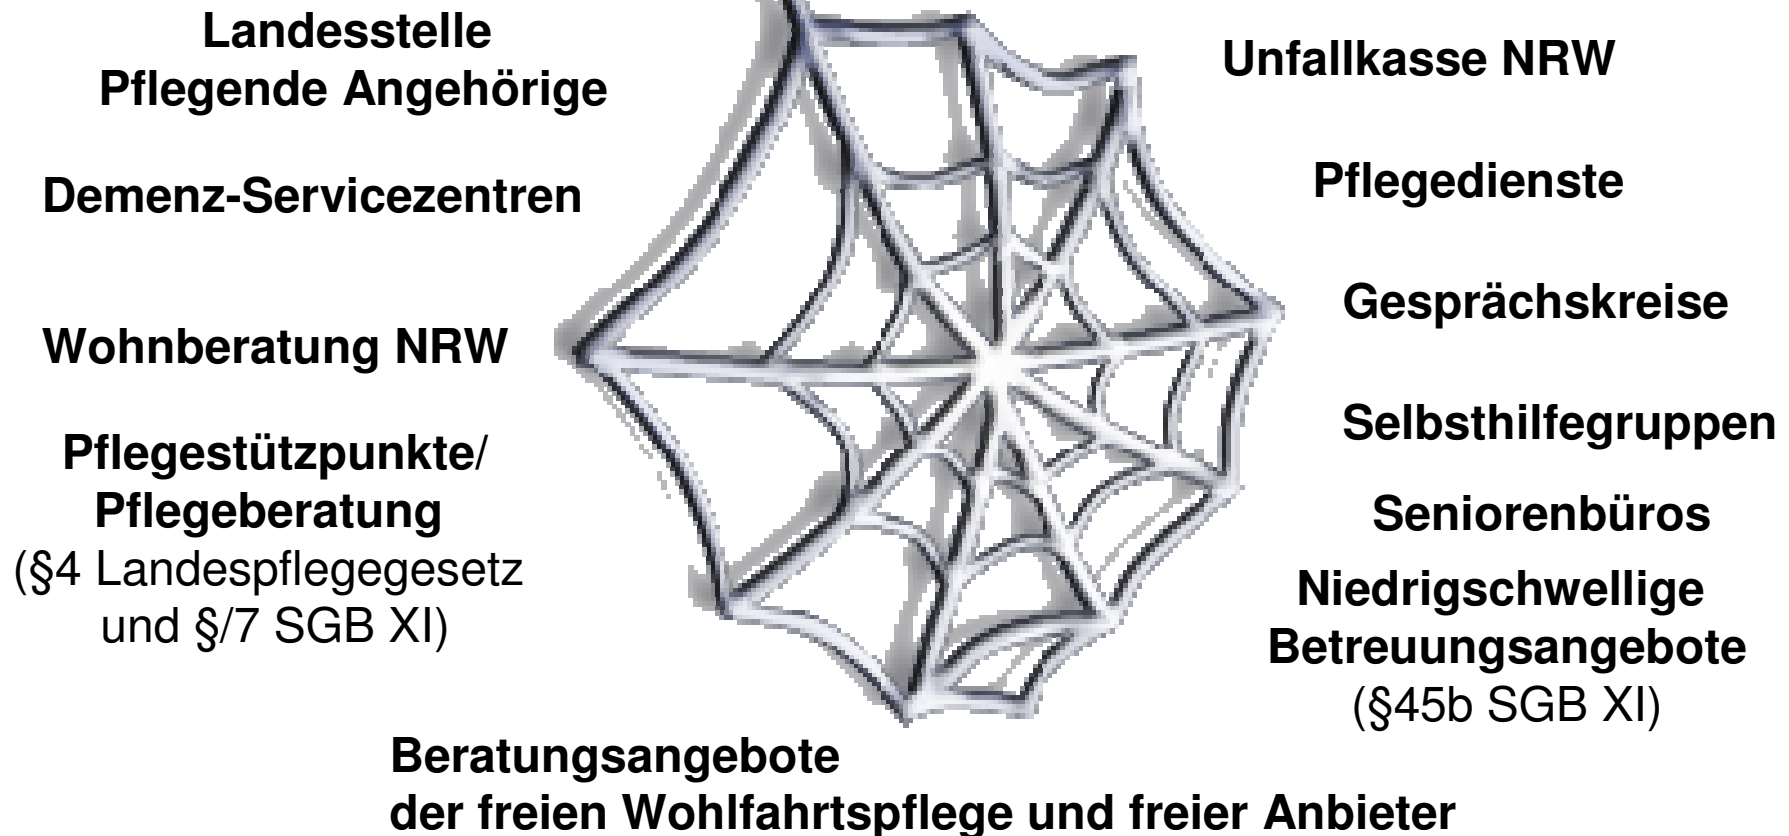 Landesstelle
Pflegende Angehörige
Demenz-Servicezentren
Wohnberatung NRW
Pflegestützpunkte/
Pflegeberatung
(§4 Landespflegegesetz
und §/7 SGB XI)
Unfallkasse NRW
Pflegedienste
Gesprächskreise
Selbsthilfegruppen
Seniorenbüros
Niedrigschwellige
Betreuungsangebote
(§45b SGB XI)
Beratungsangebote
der freien Wohlfahrtspflege und freier Anbieter